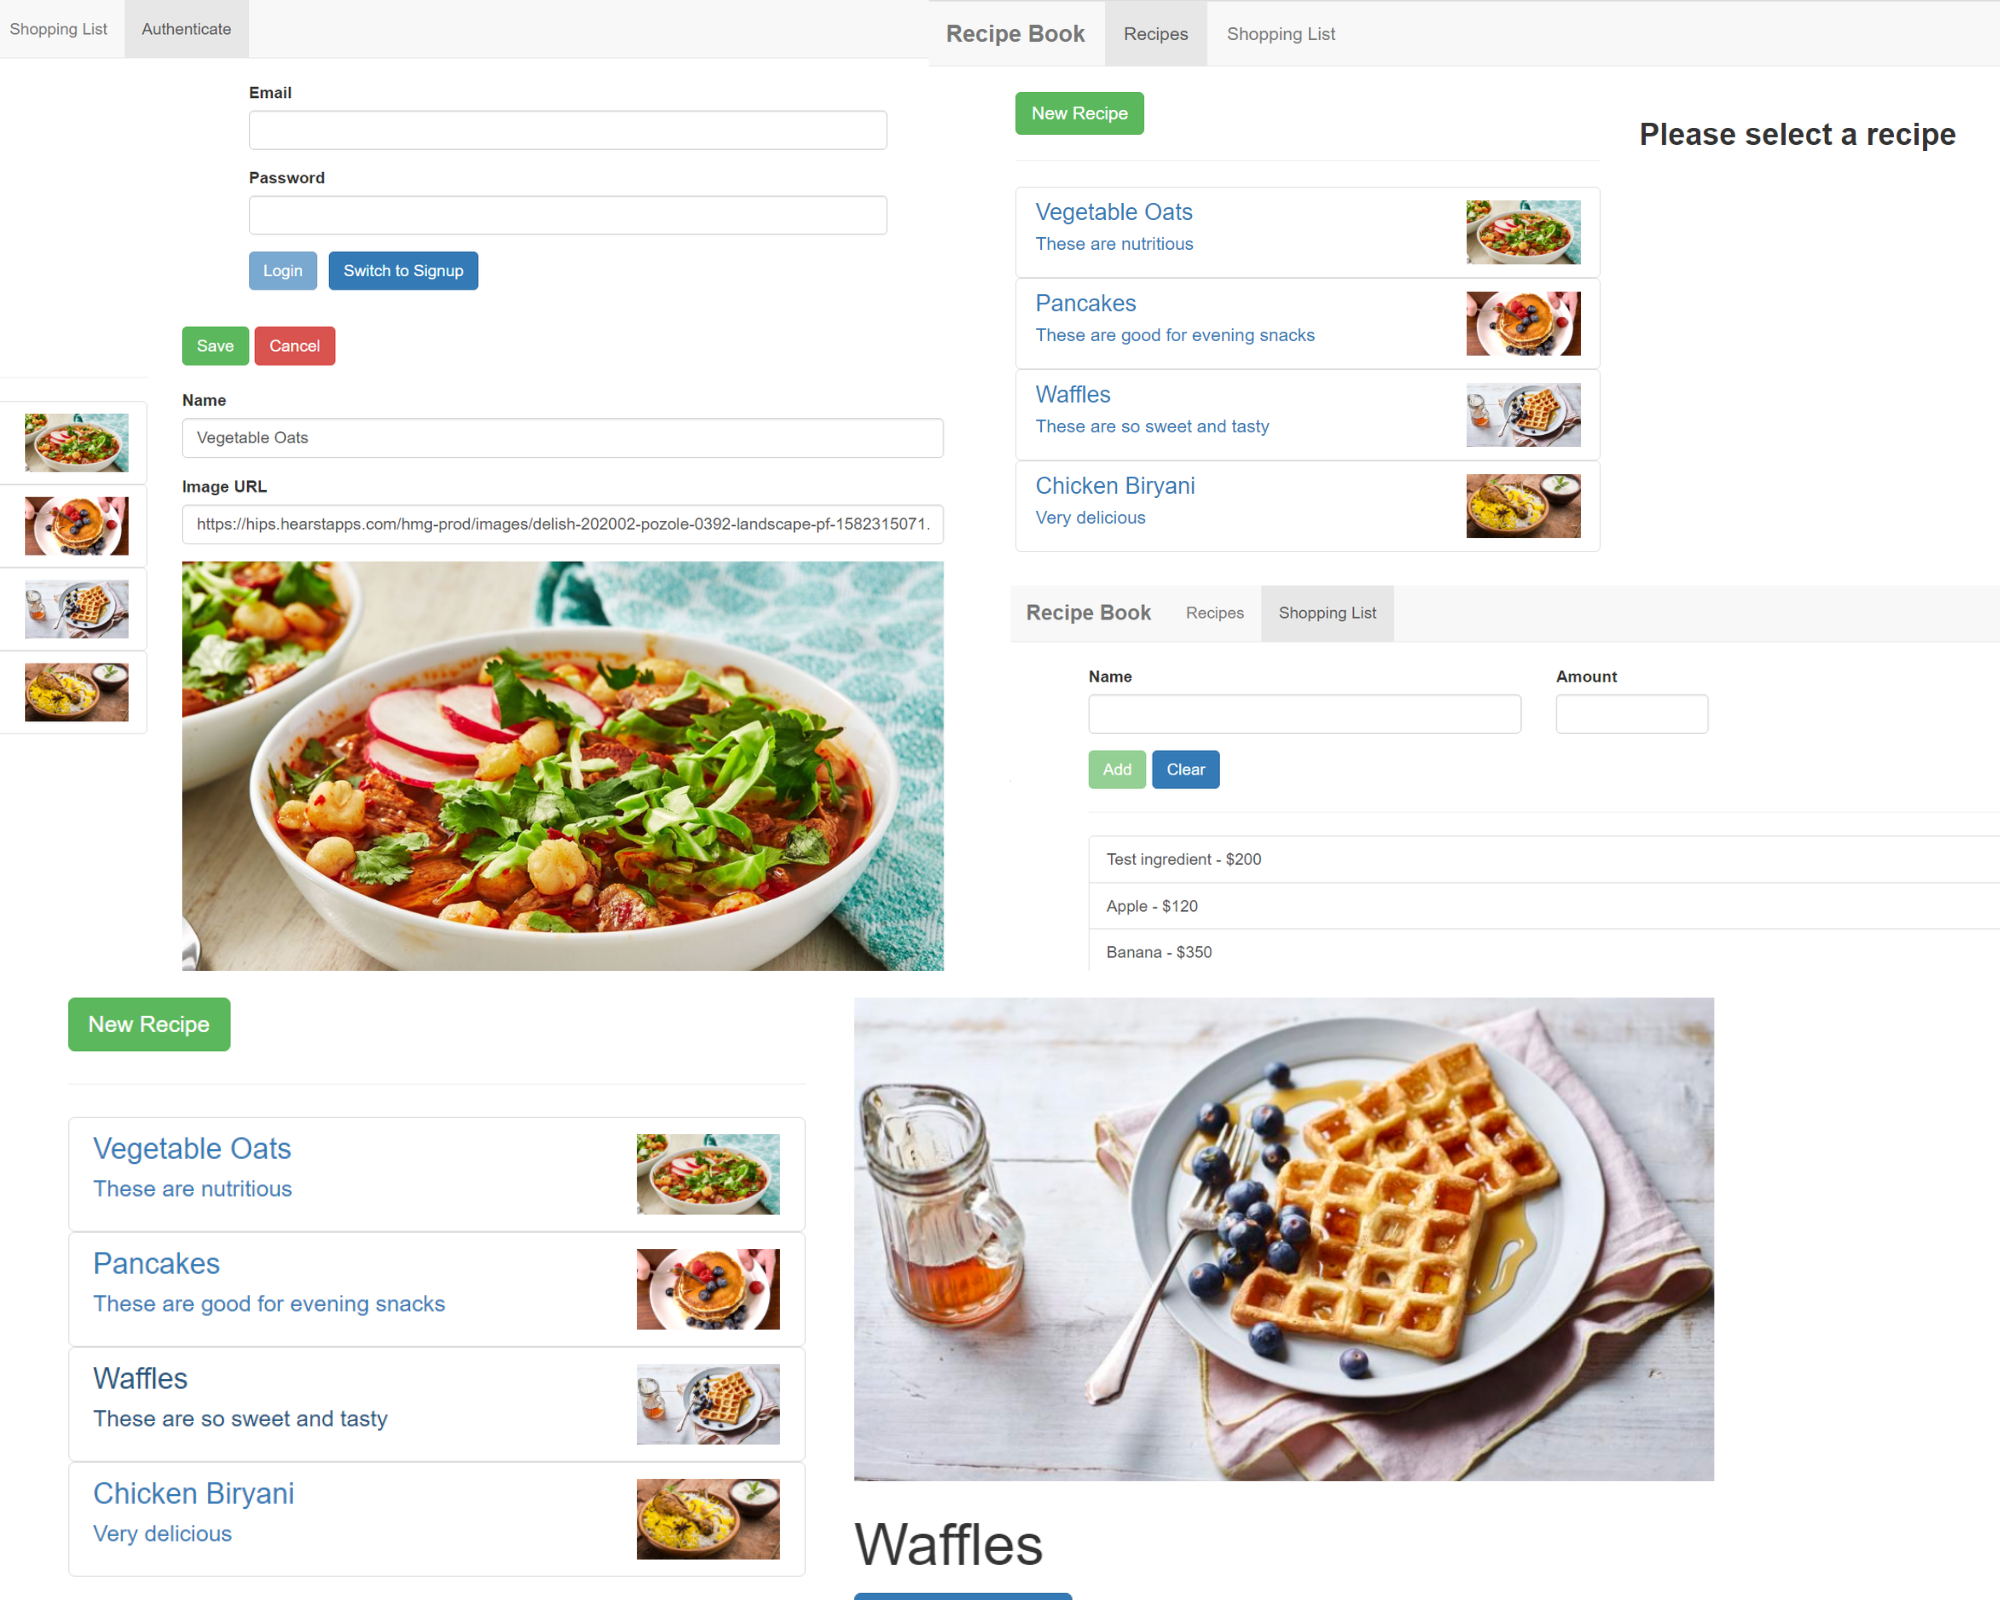 Shopping List Authenticate
Email
Password
Login Switch to Signup
Save Cancel
Name
Vegetable Oats
Image URL
https://hips.hearstapps.com/hmg-prod/images/delish-202002-pozole-0392-landscape-pf-1582315071.
Recipe Book Recipes Shopping List
New Recipe
Please select a recipe
Vegetable Oats
These are nutritious
Pancakes
These are good for evening snacks
Waffles
These are so sweet and tasty
Chicken Biryani
Very delicious
Recipe Book Recipes Shopping List
Name Amount
Add Clear
Test ingredient - $200
Apple - $120
Banana - $350
New Recipe
Vegetable Oats
These are nutritious
Pancakes
These are good for evening snacks
Waffles
These are so sweet and tasty
Chicken Biryani
Very delicious
Waffles